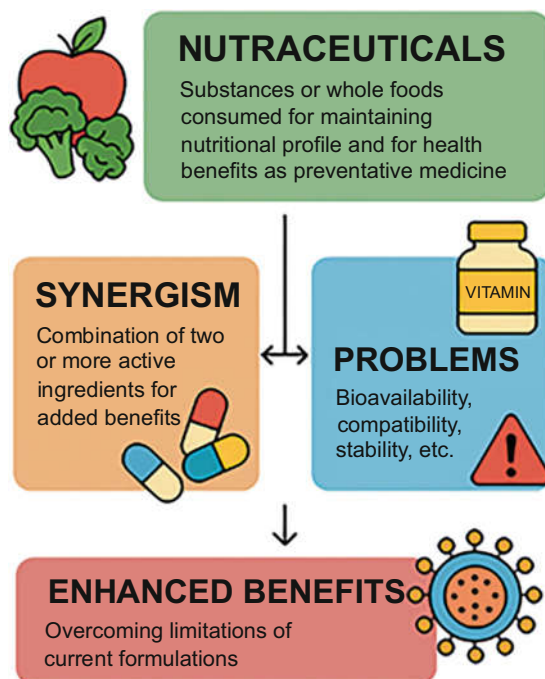 NUTRACEUTICALS
Substances or whole foods
consumed for maintaining
nutritional profile and for health
benefits as preventative medicine
SYNERGISM
Combination of two
or more active
ingredients for
added benefits
VITAMIN
PROBLEMS
Bioavailability,
compatibility,
stability, etc.
ENHANCED BENEFITS
Overcoming limitations of
current formulations